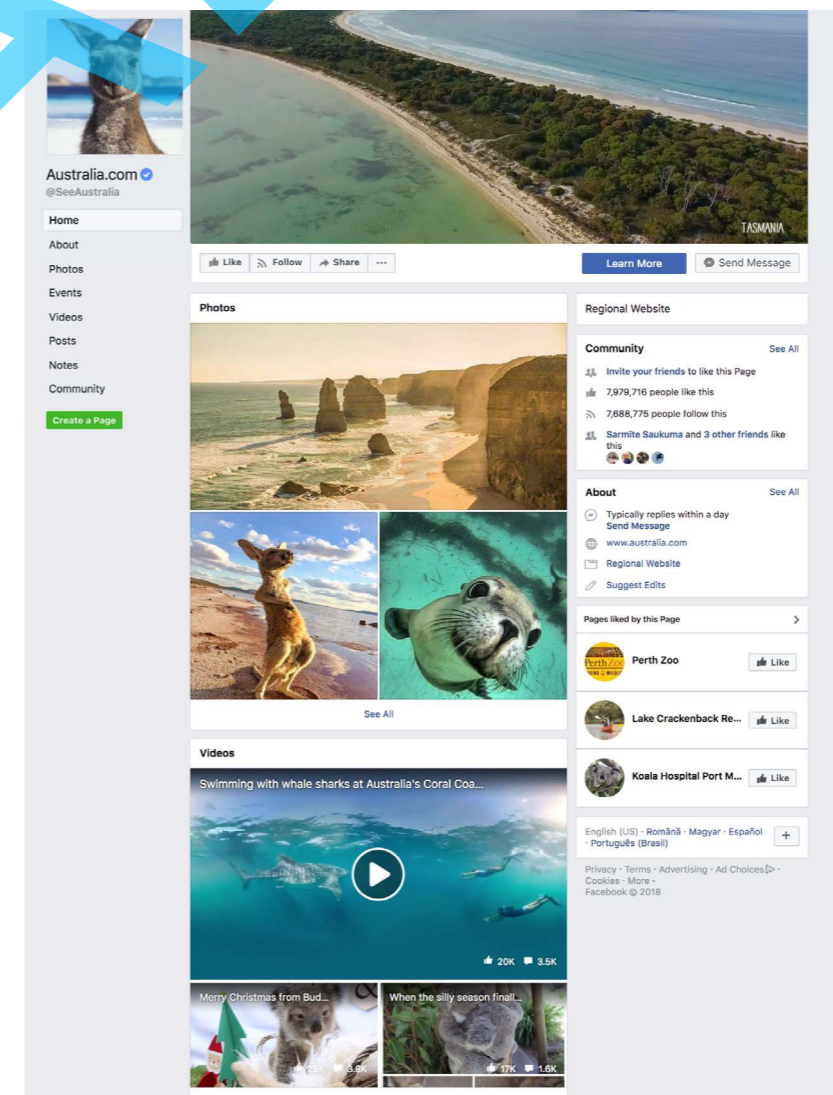 TASMANIA
Australia.com
@SeeAustralia
Home
About
Photos
Events
Videos
Posts
Notes
Community
Create a Page
Like
Follow
Share
...
Learn More
Send Message
Photos
See All
Videos
Swimming with whale sharks at Australia's Coral Coa...
20K
3.5K
Merry Christmas from Bud...
3.8K
When the silly season finall...
17K
1.6K
Regional Website
Community
See All
Invite your friends to like this Page
7,979,716 people like this
7,688,775 people follow this
Sarmīte Saukuma and 3 other friends like
this
About
See All
Typically replies within a day
Send Message
www.australia.com
Regional Website
Suggest Edits
Pages liked by this Page
Perth Zoo
Perth Zoo
Like
Lake Crackenback Re...
Like
Koala Hospital Port M...
Like
English (US) · Română · Magyar · Español
· Português (Brasil)
+
Privacy · Terms · Advertising · Ad Choices ·
Cookies · More
Facebook © 2018